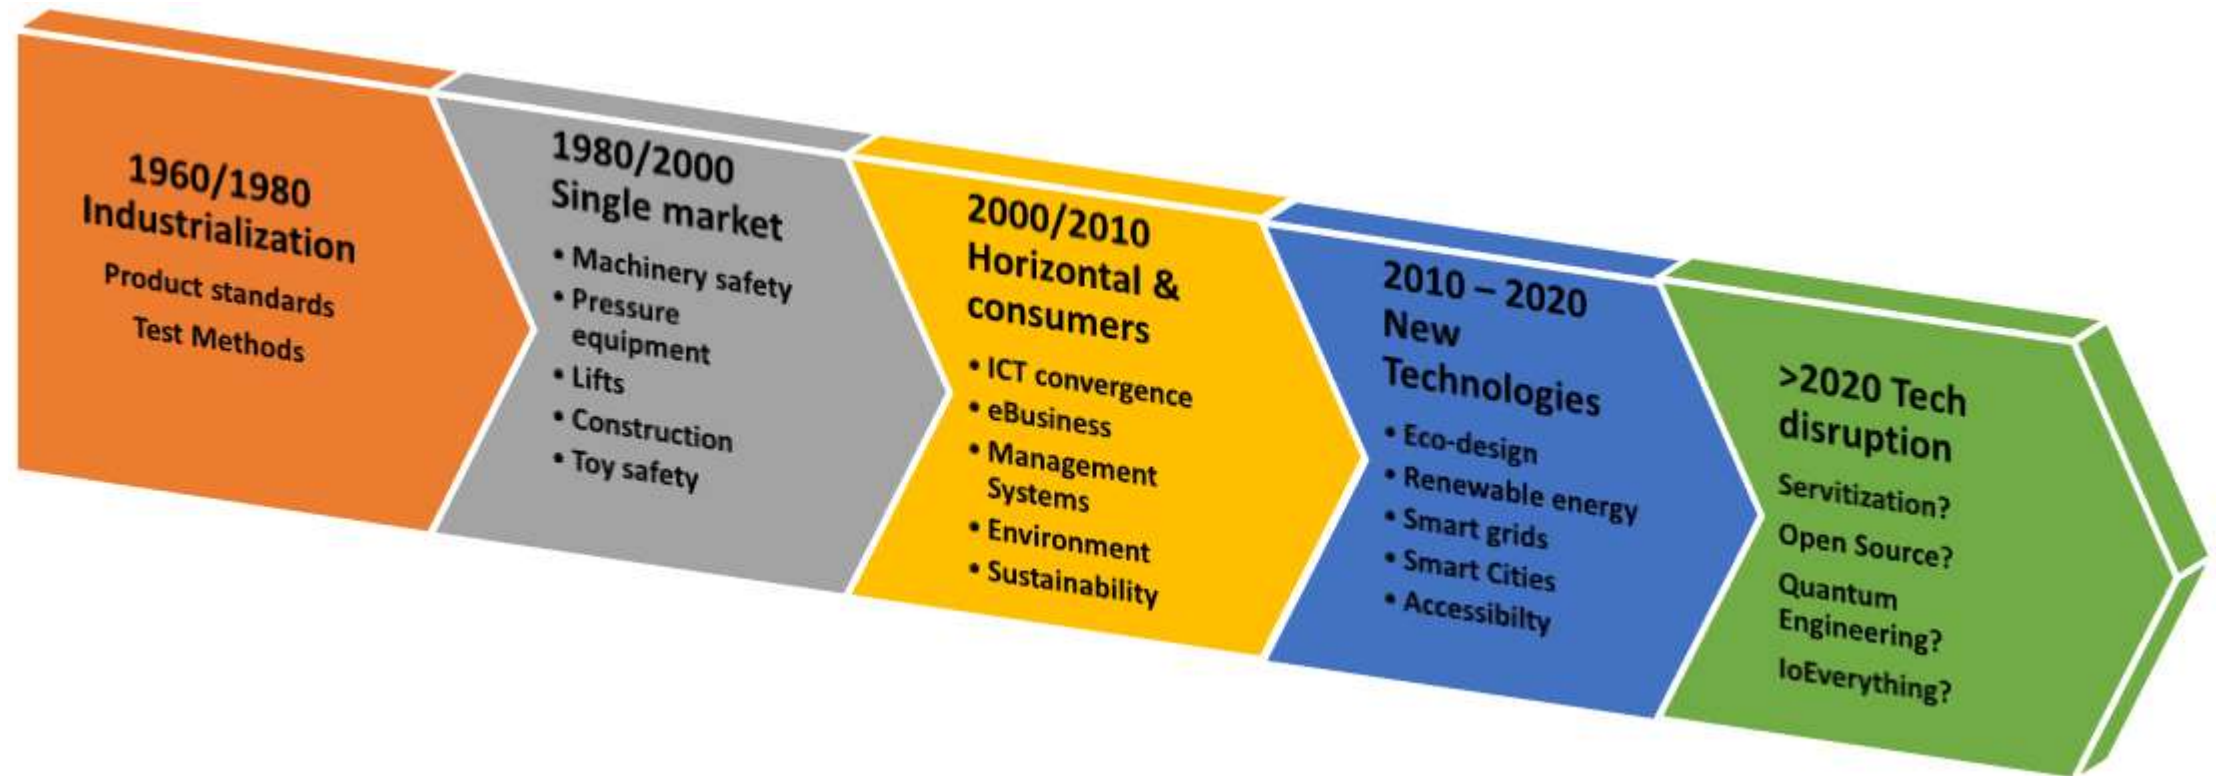 1960/1980
Industrialization
Product standards
Test Methods
1980/2000
Single market
• Machinery safety
• Pressure
equipment
• Lifts
• Construction
• Toy safety
2000/2010
Horizontal &
consumers
• ICT convergence
• eBusiness
• Management
Systems
• Environment
• Sustainability
2010 – 2020
New
Technologies
• Eco-design
• Renewable energy
• Smart grids
• Smart Cities
• Accessibilty
>2020 Tech
disruption
Servitization?
Open Source?
Quantum
Engineering?
IoEverything?